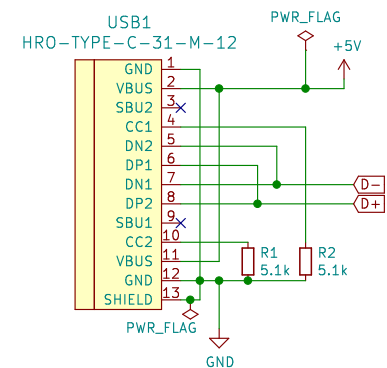 PWR_FLAG
USB1
HRO-TYPE-C-31-M-12
+5V
GND 1
VBUS 2
SBU2 3
CC1 4
DN2 5
DP1 6
DN1 7
D-
DP2 8
D+
SBU1 9
CC2 10
VBUS 11
R1
5.1k
R2
5.1k
GND 12
SHIELD 13
PWR_FLAG
GND